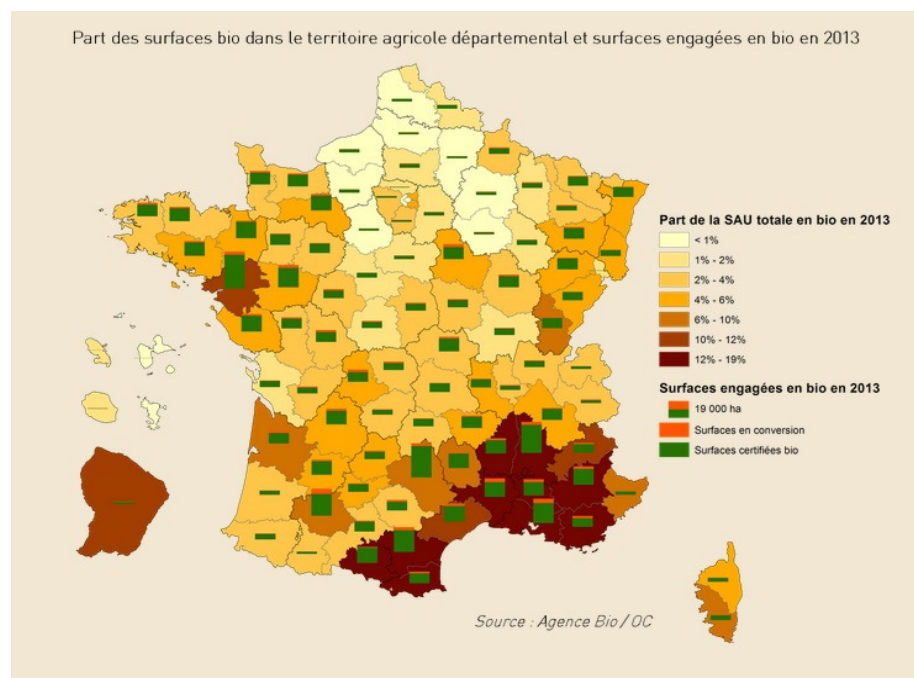 Part des surfaces bio dans le territoire agricole départemental et surfaces engagées en bio en 2013
Part de la SAU totale en bio en 2013
< 1%
1% - 2%
2% - 4%
4% - 6%
6% - 10%
10% - 12%
12% - 19%
Surfaces engagées en bio en 2013
19 000 ha
Surfaces en conversion
Surfaces certifiées bio
Source : Agence Bio / OC